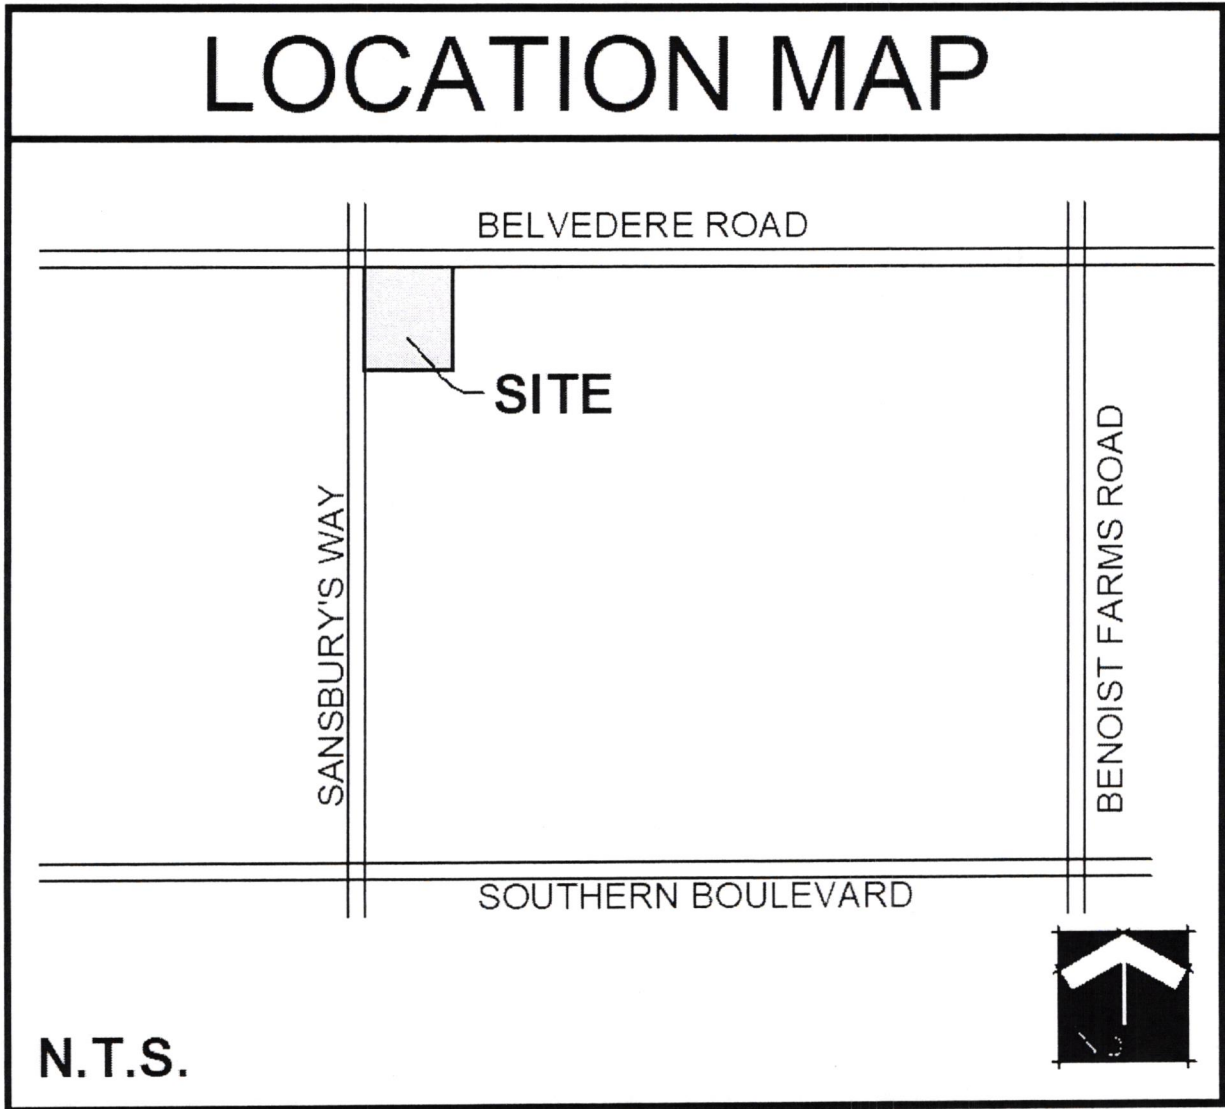 LOCATION MAP
BELVEDERE ROAD
SITE
SANSBURY'S WAY
BENOIST FARMS ROAD
SOUTHERN BOULEVARD
N.T.S.